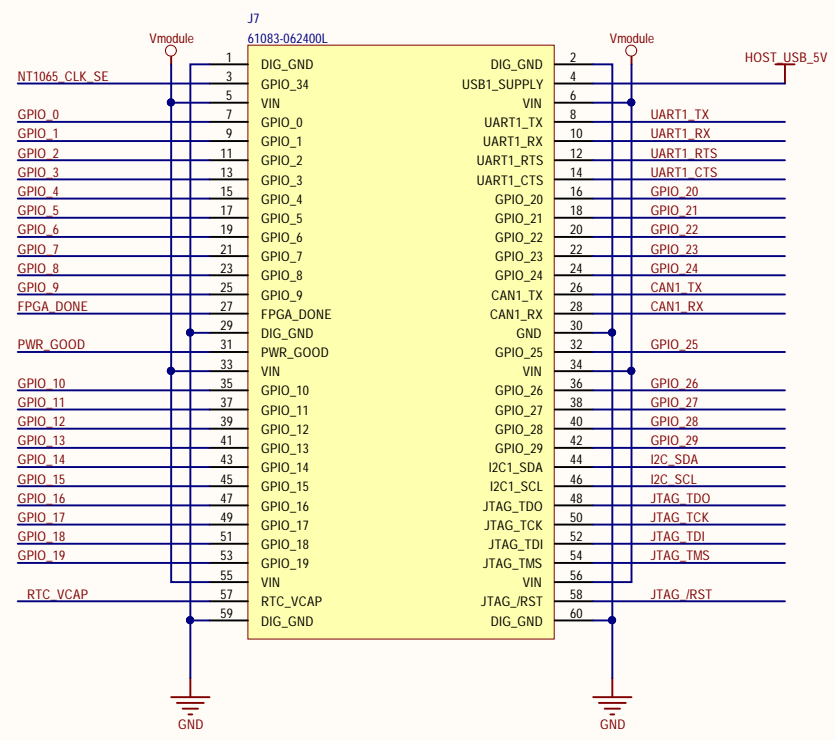 J7
61083-062400L
Vmodule Vmodule
HOST_USB_5V
1 DIG_GND DIG_GND 2
NT1065_CLK_SE 3 GPIO_34 USB1_SUPPLY 4
5 VIN VIN 6
GPIO_0 7 GPIO_0 UART1_TX 8 UART1_TX
GPIO_1 9 GPIO_1 UART1_RX 10 UART1_RX
GPIO_2 11 GPIO_2 UART1_RTS 12 UART1_RTS
GPIO_3 13 GPIO_3 UART1_CTS 14 UART1_CTS
GPIO_4 15 GPIO_4 GPIO_20 16 GPIO_20
GPIO_5 17 GPIO_5 GPIO_21 18 GPIO_21
GPIO_6 19 GPIO_6 GPIO_22 20 GPIO_22
GPIO_7 21 GPIO_7 GPIO_23 22 GPIO_23
GPIO_8 23 GPIO_8 GPIO_24 24 GPIO_24
GPIO_9 25 GPIO_9 CAN1_TX 26 CAN1_TX
FPGA_DONE 27 FPGA_DONE CAN1_RX 28 CAN1_RX
29 DIG_GND GND 30
PWR_GOOD 31 PWR_GOOD GPIO_25 32 GPIO_25
33 VIN VIN 34
GPIO_10 35 GPIO_10 GPIO_26 36 GPIO_26
GPIO_11 37 GPIO_11 GPIO_27 38 GPIO_27
GPIO_12 39 GPIO_12 GPIO_28 40 GPIO_28
GPIO_13 41 GPIO_13 GPIO_29 42 GPIO_29
GPIO_14 43 GPIO_14 I2C1_SDA 44 I2C_SDA
GPIO_15 45 GPIO_15 I2C1_SCL 46 I2C_SCL
GPIO_16 47 GPIO_16 JTAG_TDO 48 JTAG_TDO
GPIO_17 49 GPIO_17 JTAG_TCK 50 JTAG_TCK
GPIO_18 51 GPIO_18 JTAG_TDI 52 JTAG_TDI
GPIO_19 53 GPIO_19 JTAG_TMS 54 JTAG_TMS
55 VIN VIN 56
RTC_VCAP 57 RTC_VCAP JTAG_/RST 58 JTAG_/RST
59 DIG_GND DIG_GND 60
GND GND